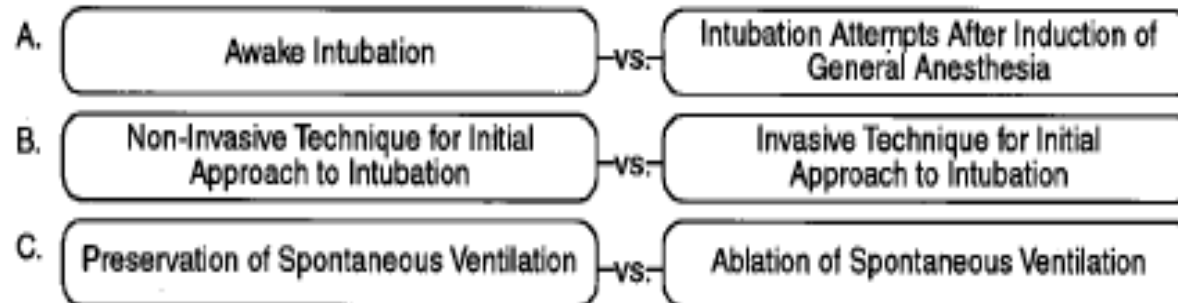 A. Awake Intubation vs. Intubation Attempts After Induction of
General Anesthesia
B. Non-Invasive Technique for Initial
Approach to Intubation vs. Invasive Technique for Initial
Approach to Intubation
C. Preservation of Spontaneous Ventilation vs. Ablation of Spontaneous Ventilation